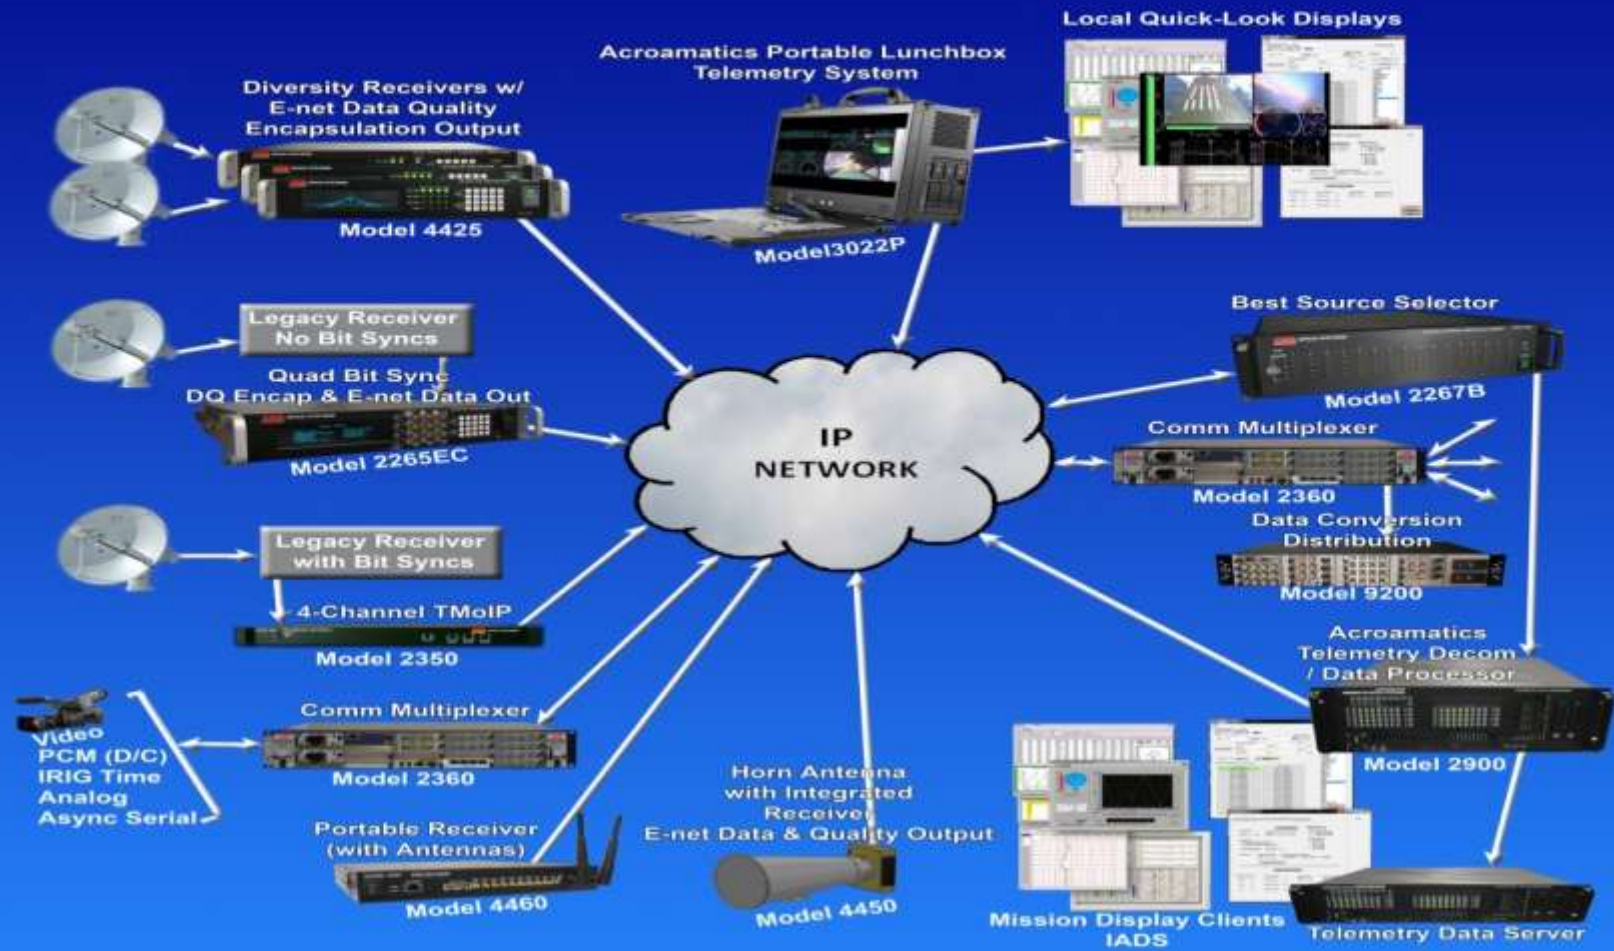 Local Quick-Look Displays
Acroamatics Portable Lunchbox
Telemetry System
Model3022P
Diversity Receivers w/
E-net Data Quality
Encapsulation Output
Model 4425
Legacy Receiver
No Bit Syncs
Quad Bit Sync
DQ Encap & E-net Data Out
Model 2265EC
Legacy Receiver
with Bit Syncs
4-Channel TMoIP
Model 2350
Video
PCM (D/C)
IRIG Time
Analog
Async Serial
Comm Multiplexer
Model 2360
Portable Receiver
(with Antennas)
Model 4460
Horn Antenna
with Integrated
Receiver
E-net Data & Quality Output
Model 4450
IP
NETWORK
Best Source Selector
Model 2267B
Comm Multiplexer
Model 2360
Data Conversion
Distribution
Model 9200
Acroamatics
Telemetry Decom
/ Data Processor
Model 2900
Mission Display Clients
IADS
Telemetry Data Server